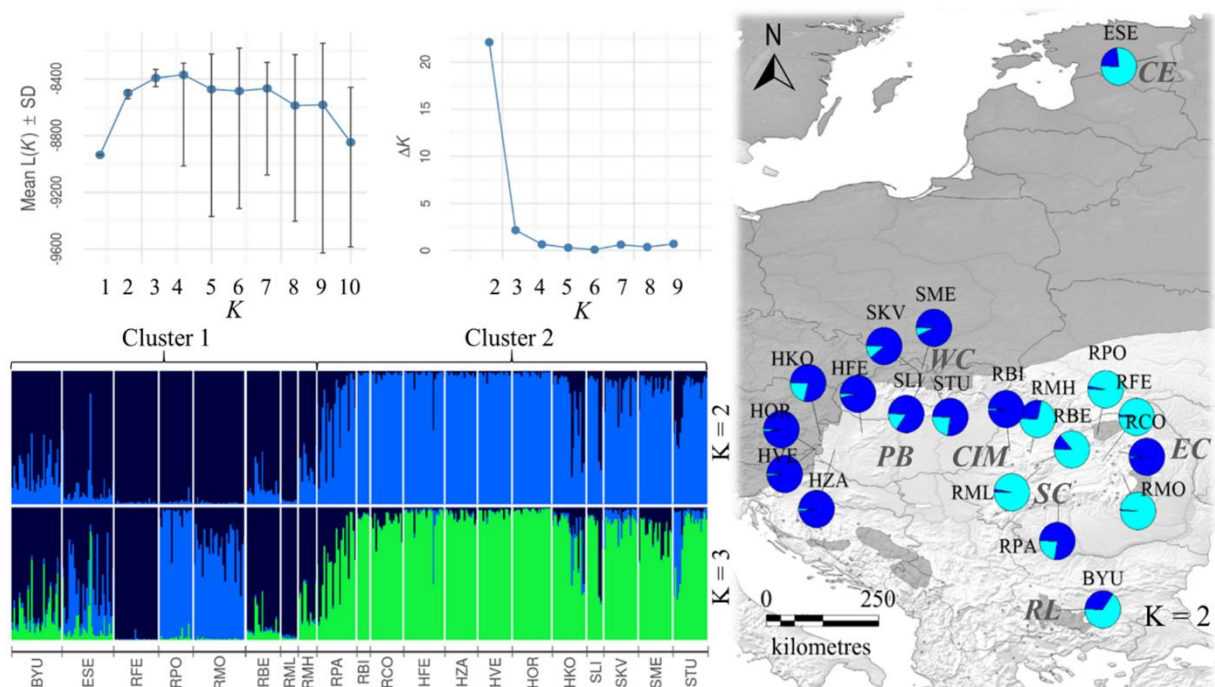 -8400
-8800
-9200
-9600
Mean L(K) ± SD
1 2 3 4 5 6 7 8 9 10
K
20
15
10
5
0
ΔK
2 3 4 5 6 7 8 9
K
Cluster 1
Cluster 2
K = 2
K = 3
BYU
ESE
RFE
RPO
RMO
RBE
RML
RMH
RPA
RBI
RCO
HFE
HZA
HVE
HOR
HKO
SLI
SKV
SME
STU
N
ESE
CE
SME
SKV
WC
HKO
HFE
SLI
STU
RBI
RMH
RPO
RFE
RBE
RCO
HOR
HVE
HZA
PB
CIM
EC
RML
SC
RMO
RPA
BYU
RL
K = 2
0 250
kilometres